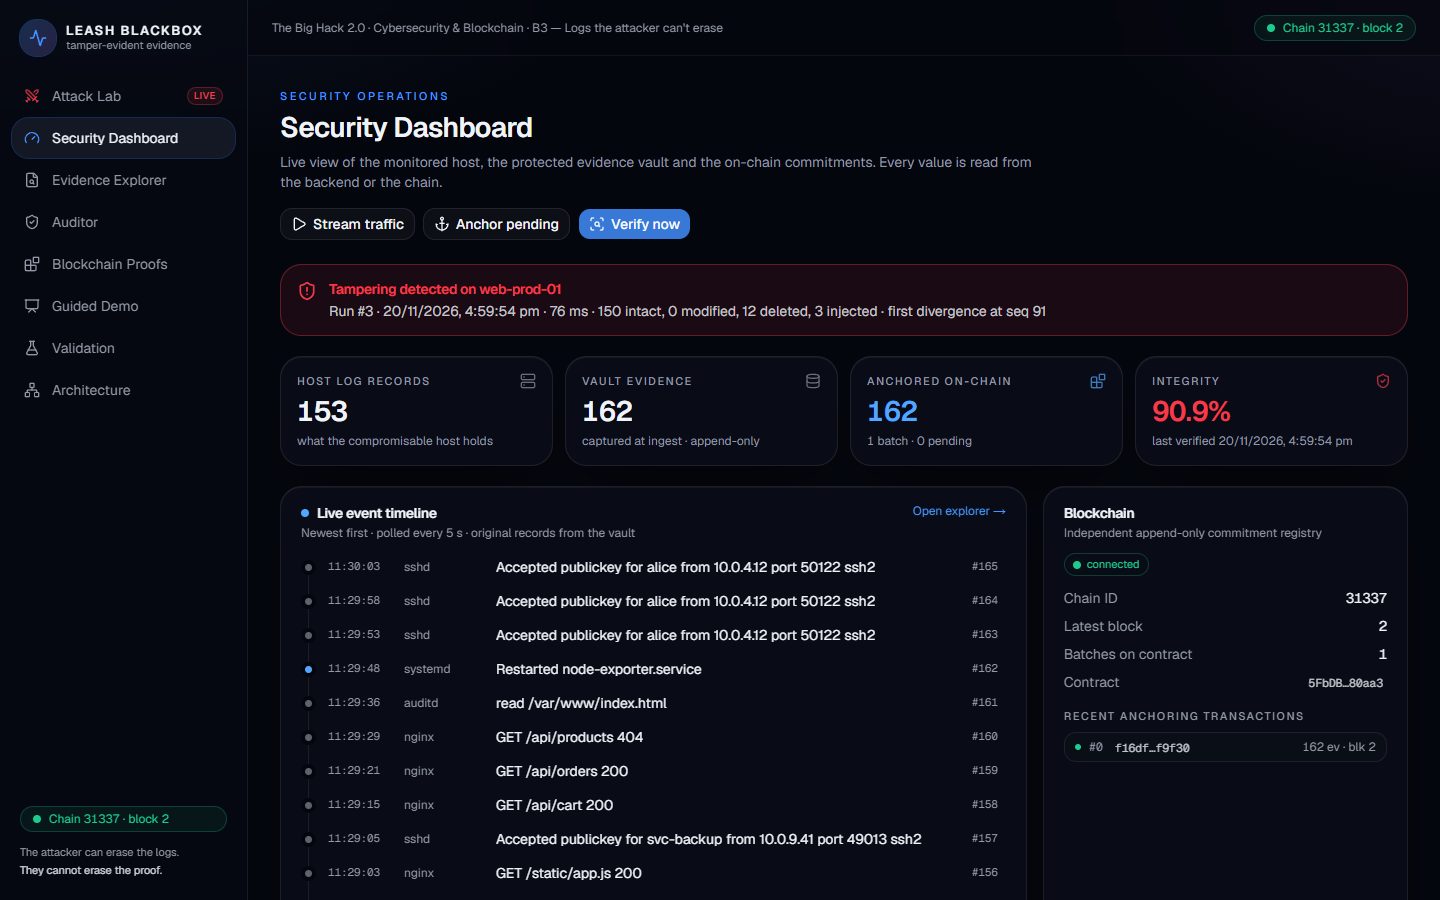 LEASH BLACKBOX
tamper-evident evidence
Attack Lab
LIVE
Security Dashboard
Evidence Explorer
Auditor
Blockchain Proofs
Guided Demo
Validation
Architecture
Chain 31337 · block 2
The attacker can erase the logs.
They cannot erase the proof.
The Big Hack 2.0 · Cybersecurity & Blockchain · B3 — Logs the attacker can't erase
Chain 31337 · block 2
SECURITY OPERATIONS
Security Dashboard
Live view of the monitored host, the protected evidence vault and the on-chain commitments. Every value is read from
the backend or the chain.
Stream traffic
Anchor pending
Verify now
Tampering detected on web-prod-01
Run #3 · 20/11/2026, 4:59:54 pm · 76 ms · 150 intact, 0 modified, 12 deleted, 3 injected · first divergence at seq 91
HOST LOG RECORDS
153
what the compromisable host holds
VAULT EVIDENCE
162
captured at ingest · append-only
ANCHORED ON-CHAIN
162
1 batch · 0 pending
INTEGRITY
90.9%
last verified 20/11/2026, 4:59:54 pm
Live event timeline
Open explorer →
Newest first · polled every 5 s · original records from the vault
11:30:03 sshd Accepted publickey for alice from 10.0.4.12 port 50122 ssh2 #165
11:29:58 sshd Accepted publickey for alice from 10.0.4.12 port 50122 ssh2 #164
11:29:53 sshd Accepted publickey for alice from 10.0.4.12 port 50122 ssh2 #163
11:29:48 systemd Restarted node-exporter.service #162
11:29:36 auditd read /var/www/index.html #161
11:29:29 nginx GET /api/products 404 #160
11:29:21 nginx GET /api/orders 200 #159
11:29:15 nginx GET /api/cart 200 #158
11:29:05 sshd Accepted publickey for svc-backup from 10.0.9.41 port 49013 ssh2 #157
11:29:03 nginx GET /static/app.js 200 #156
Blockchain
Independent append-only commitment registry
connected
Chain ID 31337
Latest block 2
Batches on contract 1
Contract 5FbDB…80aa3
RECENT ANCHORING TRANSACTIONS
#0 f16df…f9f30 162 ev · blk 2